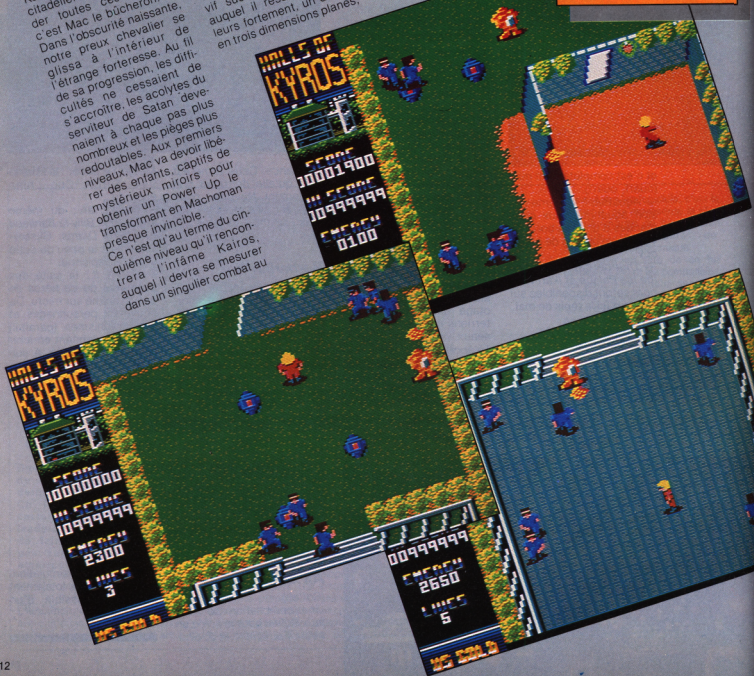 citadelle
der toutes
c'est Mac le bûcheron.
Dans l'obscurité naissante,
notre preux chevalier se
glissa à l'intérieur de
l'étrange forteresse. Au fil
de sa progression, les diffi-
cultés ne cessaient de
s'accroître, les acolytes du
serviteur de Satan deve-
naient à chaque pas plus
nombreux et les pièges plus
redoutables. Aux premiers
niveaux, Mac va devoir libé-
rer des enfants, captifs de
mystérieux miroirs pour
obtenir un Power Up le
transformant en Machoman
presque invincible.
Ce n'est qu'au terme du cin-
quième niveau qu'il rencon-
trera l'infâme Kairos,
auquel il devra se mesurer
dans un singulier combat au
vif
auquel il
leurs fortement, un
en trois dimensions planes,
HALLS OF
KYROS
SCORE
00001900
HI SCORE
00999999
ENERGY
0100
HALLS OF
KYROS
SCORE
10000000
HI SCORE
10999999
ENERGY
2300
LIVES
3
US GOLD
00999999
ENERGY
2650
LIVES
5
US GOLD
12